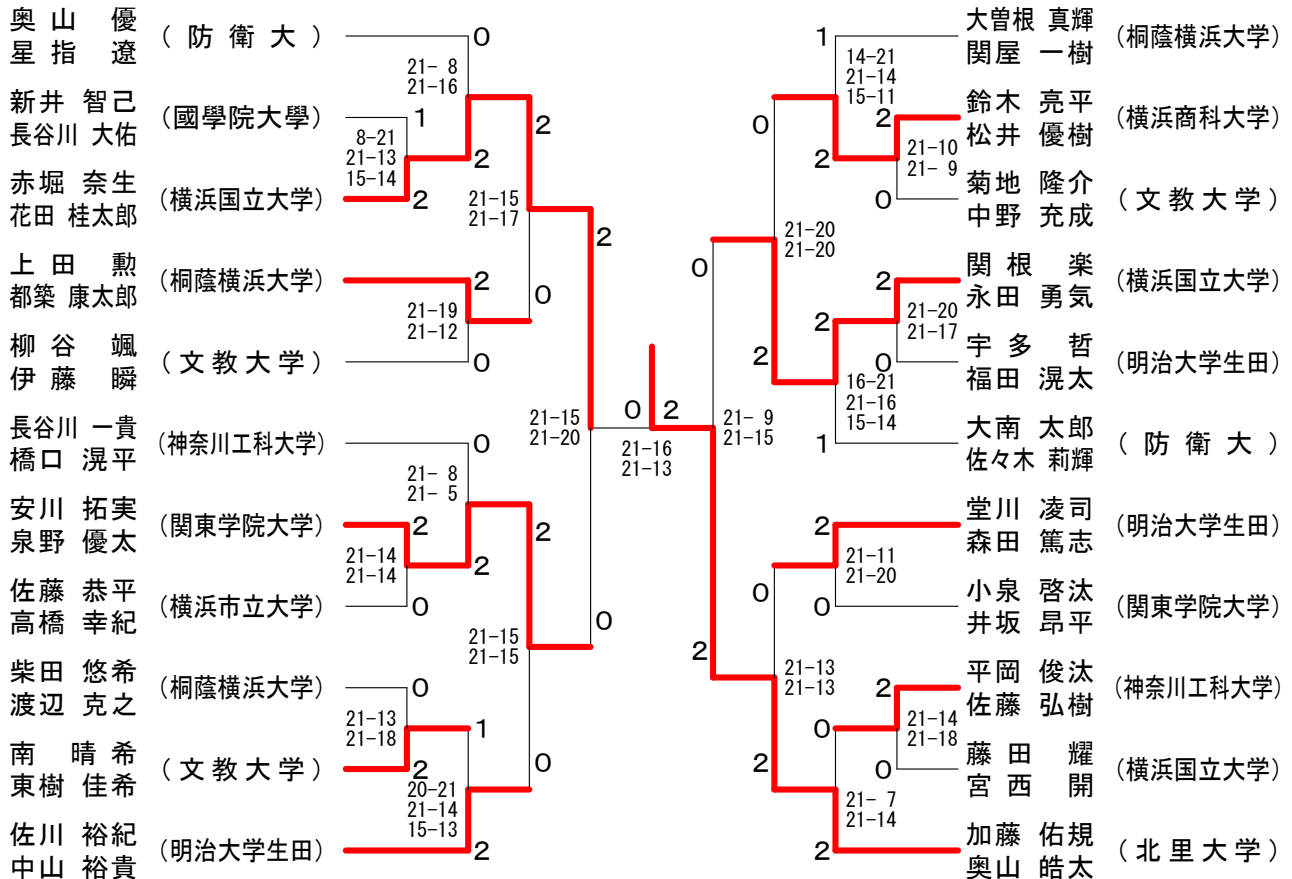 奥山 優
星指 遼
(防衛大)
0
21- 8
21-16
新井 智己
長谷川 大佑
(國學院大學)
1
8-21
21-13
15-14
2
2
赤堀 奈生
花田 桂太郎
(横浜国立大学)
2
21-15
21-17
2
上田 勲
都築 康太郎
(桐蔭横浜大学)
2
21-19
21-12
0
柳谷 颯
伊藤 瞬
(文教大学)
0
21-15
21-20
長谷川 一貴
橋口 滉平
(神奈川工科大学)
0
21- 8
21- 5
安川 拓実
泉野 優太
(関東学院大学)
2
21-14
21-14
2
2
佐藤 恭平
高橋 幸紀
(横浜市立大学)
0
21-15
21-15
0
柴田 悠希
渡辺 克之
(桐蔭横浜大学)
0
21-13
21-18
1
南 晴希
東樹 佳希
(文教大学)
2
20-21
21-14
15-13
0
佐川 裕紀
中山 裕貴
(明治大学生田)
2
0
2
21-16
21-13
大曽根 真輝
関屋 一樹
(桐蔭横浜大学)
1
14-21
21-14
15-11
鈴木 亮平
松井 優樹
(横浜商科大学)
2
21-10
21- 9
0
2
菊地 隆介
中野 充成
(文教大学)
0
21-20
21-20
0
関根 楽
永田 勇気
(横浜国立大学)
2
21-20
21-17
2
宇多 哲
福田 滉太
(明治大学生田)
0
2
16-21
21-16
15-14
大南 太郎
佐々木 莉輝
(防衛大)
1
21- 9
21-15
堂川 凌司
森田 篤志
(明治大学生田)
2
21-11
21-20
0
小泉 啓汰
井坂 昂平
(関東学院大学)
0
2
21-13
21-13
平岡 俊汰
佐藤 弘樹
(神奈川工科大学)
2
21-14
21-18
0
藤田 耀
宮西 開
(横浜国立大学)
0
2
21- 7
21-14
加藤 佑規
奥山 皓太
(北里大学)
2